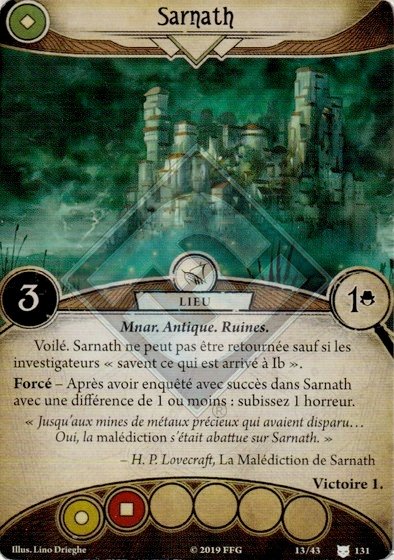 Sarnath
3
LIEU
1
Mnar. Antique. Ruines.
Voilé. Sarnath ne peut pas être retournée sauf si les
investigateurs « savent ce qui est arrivé à Ib ».
Forcé – Après avoir enquêté avec succès dans Sarnath
avec une différence de 1 ou moins : subissez 1 horreur.
« Jusqu'aux mines de métaux précieux qui avaient disparu…
Oui, la malédiction s'était abattue sur Sarnath. »
– H. P. Lovecraft, La Malédiction de Sarnath
Victoire 1.
®
Illus. Lino Drieghe © 2019 FFG 13/43 131